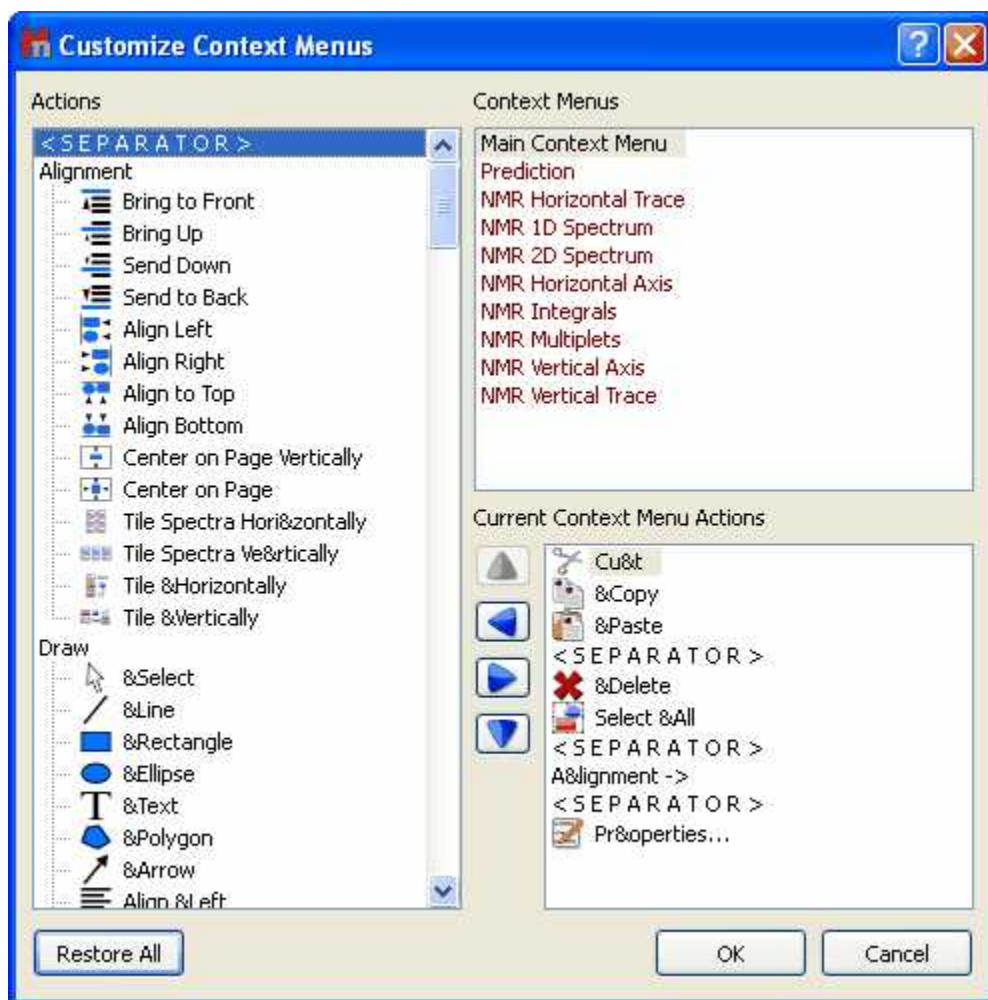 Customize Context Menus
Actions
<SEPARATOR>
Alignment
Bring to Front
Bring Up
Send Down
Send to Back
Align Left
Align Right
Align to Top
Align Bottom
Center on Page Vertically
Center on Page
Tile Spectra Hori&zontally
Tile Spectra Ve&rtically
Tile &Horizontally
Tile &Vertically
Draw
&Select
&Line
&Rectangle
&Ellipse
&Text
&Polygon
&Arrow
Align &Left
Context Menus
Main Context Menu
Prediction
NMR Horizontal Trace
NMR 1D Spectrum
NMR 2D Spectrum
NMR Horizontal Axis
NMR Integrals
NMR Multiplets
NMR Vertical Axis
NMR Vertical Trace
Current Context Menu Actions
Cu&t
&Copy
&Paste
<SEPARATOR>
&Delete
Select &All
<SEPARATOR>
A&lignment ->
<SEPARATOR>
Pr&operties...
Restore All
OK
Cancel